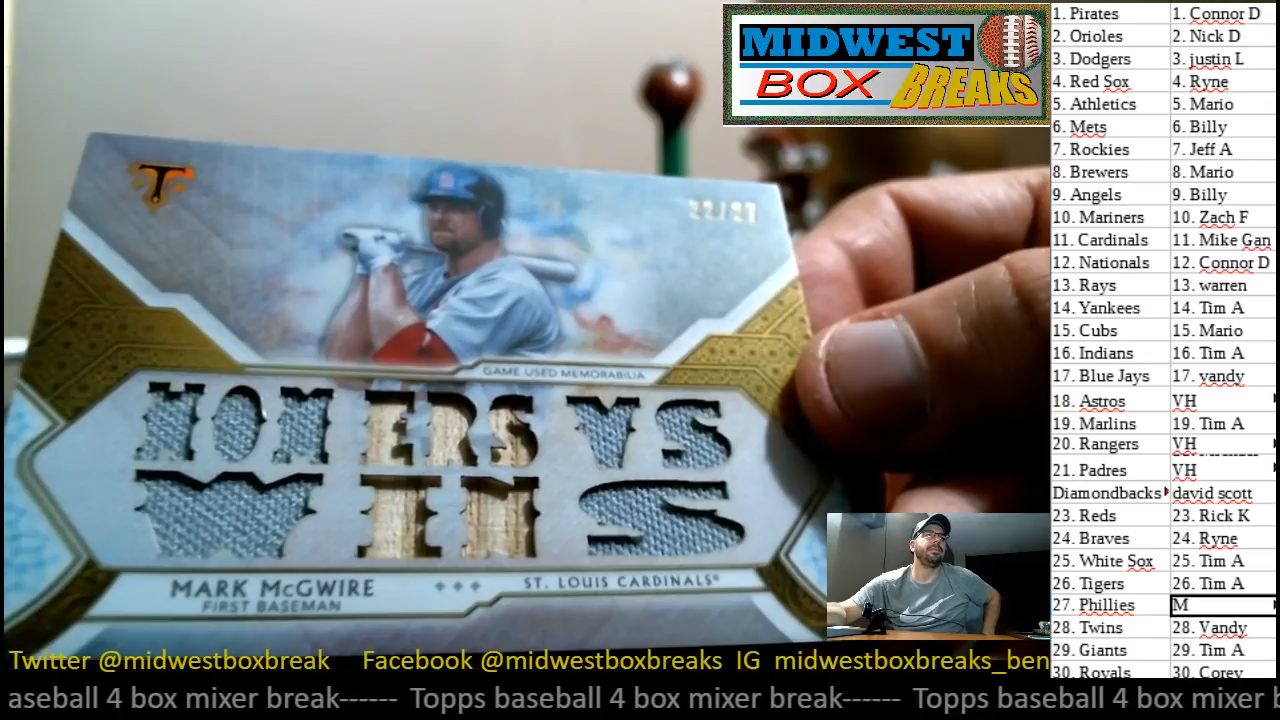 MIDWEST
BOX BREAKS
T
GAME USED MEMORABILIA
HOMERS VS
WINS
MARK McGWIRE
FIRST BASEMAN
ST. LOUIS CARDINALS®
1. Pirates 1. Connor D
2. Orioles 2. Nick D
3. Dodgers 3. justin L
4. Red Sox 4. Ryne
5. Athletics 5. Mario
6. Mets 6. Billy
7. Rockies 7. Jeff A
8. Brewers 8. Mario
9. Angels 9. Billy
10. Mariners 10. Zach F
11. Cardinals 11. Mike Gan
12. Nationals 12. Connor D
13. Rays 13. warren
14. Yankees 14. Tim A
15. Cubs 15. Mario
16. Indians 16. Tim A
17. Blue Jays 17. vandy
18. Astros VH
19. Marlins 19. Tim A
20. Rangers VH
21. Padres VH
Diamondbacks david scott
23. Reds 23. Rick K
24. Braves 24. Ryne
25. White Sox 25. Tim A
26. Tigers 26. Tim A
27. Phillies M
28. Twins 28. Vandy
29. Giants 29. Tim A
30. Royals 30. Corey
Twitter @midwestboxbreak Facebook @midwestboxbreaks IG midwestboxbreaks_ben
aseball 4 box mixer break------ Topps baseball 4 box mixer break------ Topps baseball 4 box mixer b